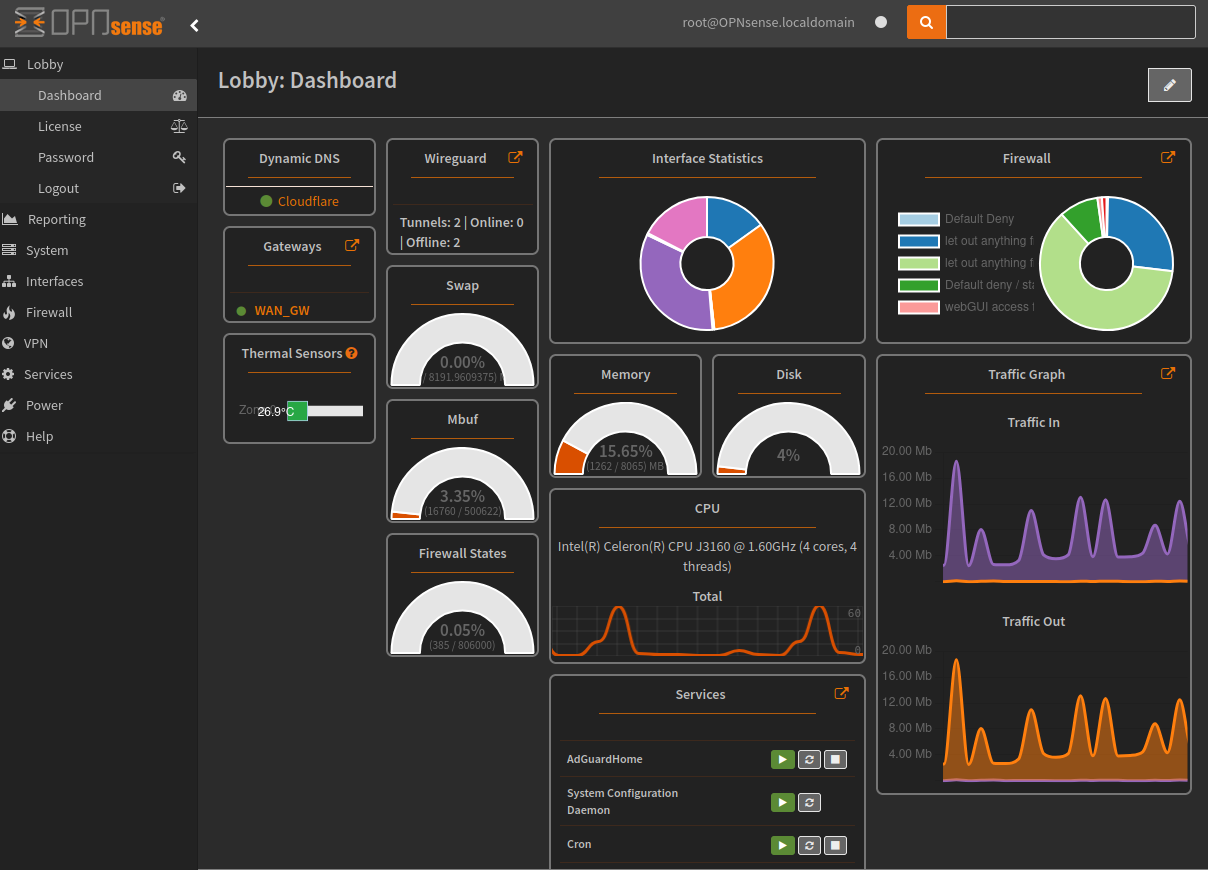 OPNsense
root@OPNsense.localdomain
Lobby
Dashboard
License
Password
Logout
Reporting
System
Interfaces
Firewall
VPN
Services
Power
Help
Lobby: Dashboard
Dynamic DNS
Cloudflare
Gateways
WAN_GW
Thermal Sensors
26.9°C
Wireguard
Tunnels: 2 | Online: 0
| Offline: 2
Swap
0.00%
/ 8191.9609375)
Mbuf
3.35%
(16760 / 500622)
Firewall States
0.05%
(385 / 806000)
Interface Statistics
Memory
15.65%
(1262 / 8065) MB
Disk
4%
CPU
Intel(R) Celeron(R) CPU J3160 @ 1.60GHz (4 cores, 4
threads)
Total
60
0
Services
AdGuardHome
System Configuration
Daemon
Cron
Firewall
Default Deny
let out anything f
let out anything f
Default deny / sta
webGUI access
Traffic Graph
Traffic In
20.00 Mb
16.00 Mb
12.00 Mb
8.00 Mb
4.00 Mb
Traffic Out
20.00 Mb
16.00 Mb
12.00 Mb
8.00 Mb
4.00 Mb